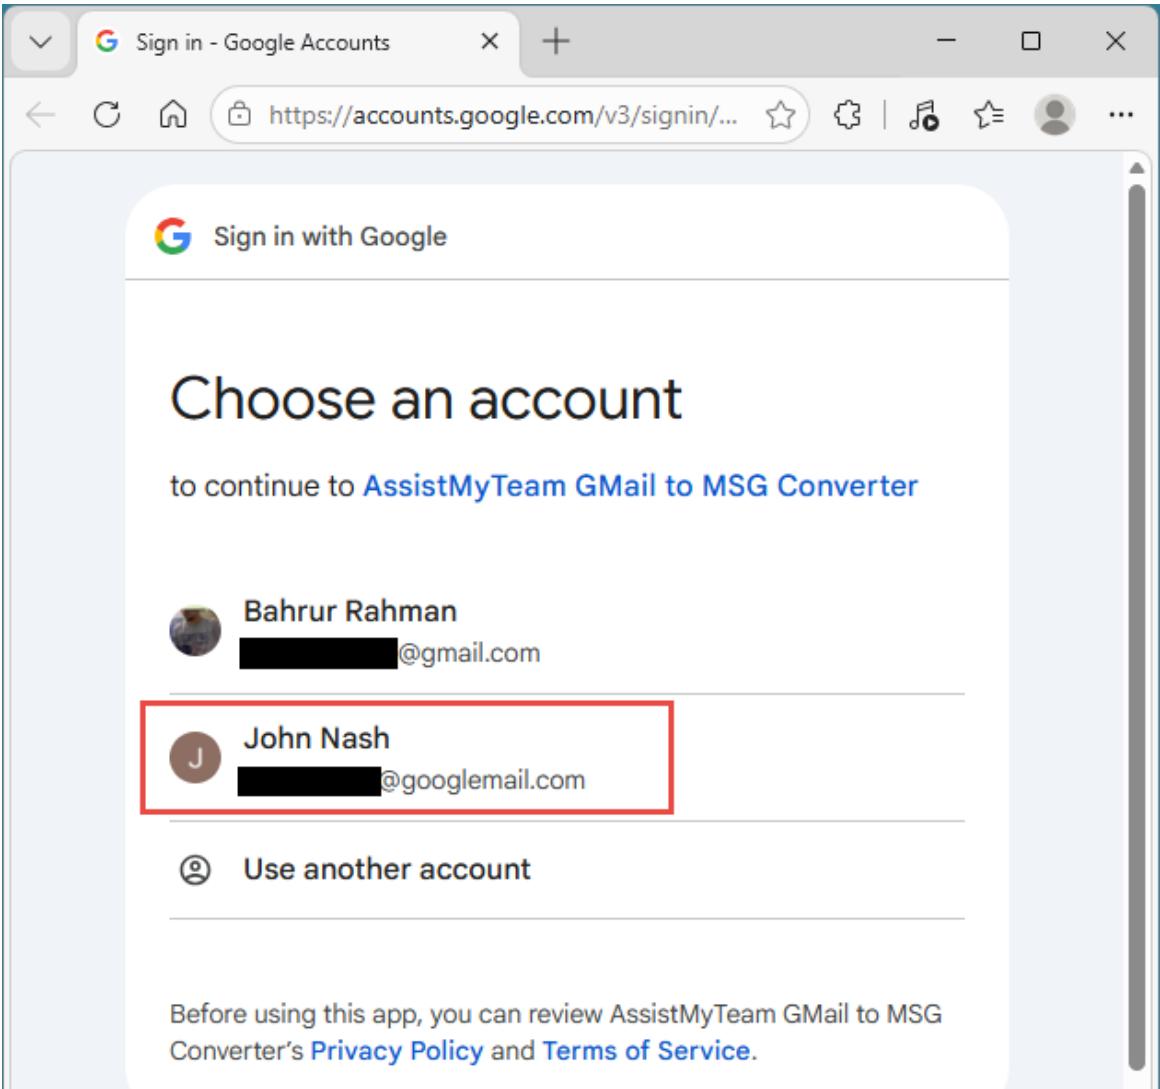 Sign in - Google Accounts
https://accounts.google.com/v3/signin/...
Sign in with Google
Choose an account
to continue to AssistMyTeam GMail to MSG Converter
Bahrur Rahman
@gmail.com
J
John Nash
@googlemail.com
Use another account
Before using this app, you can review AssistMyTeam GMail to MSG
Converter's Privacy Policy and Terms of Service.